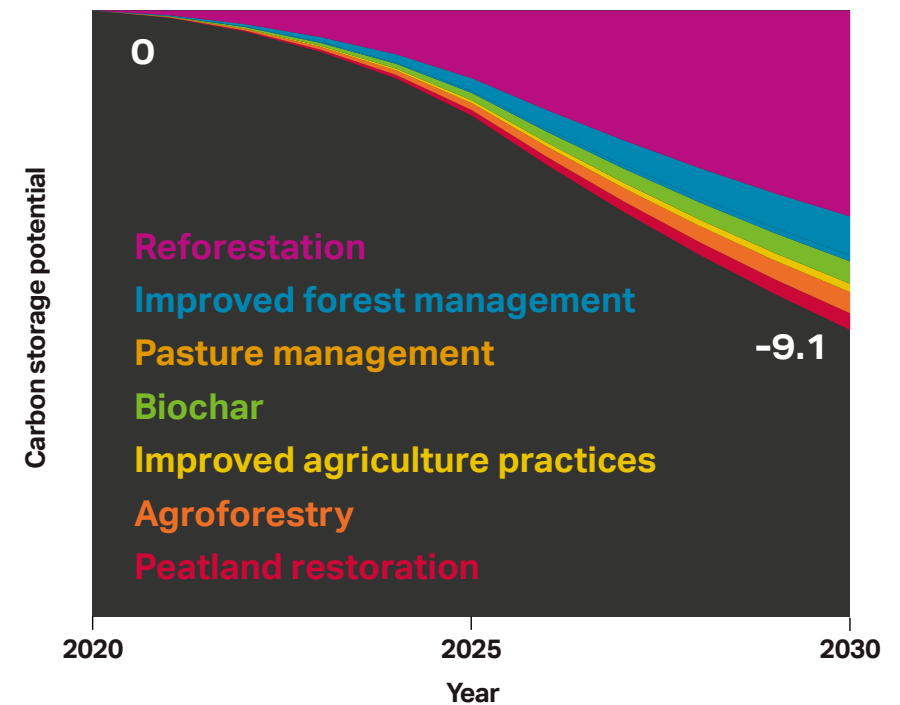 0
Carbon storage potential
Reforestation
Improved forest management
Pasture management
Biochar
Improved agriculture practices
Agroforestry
Peatland restoration
-9.1
2020 2025 2030
Year